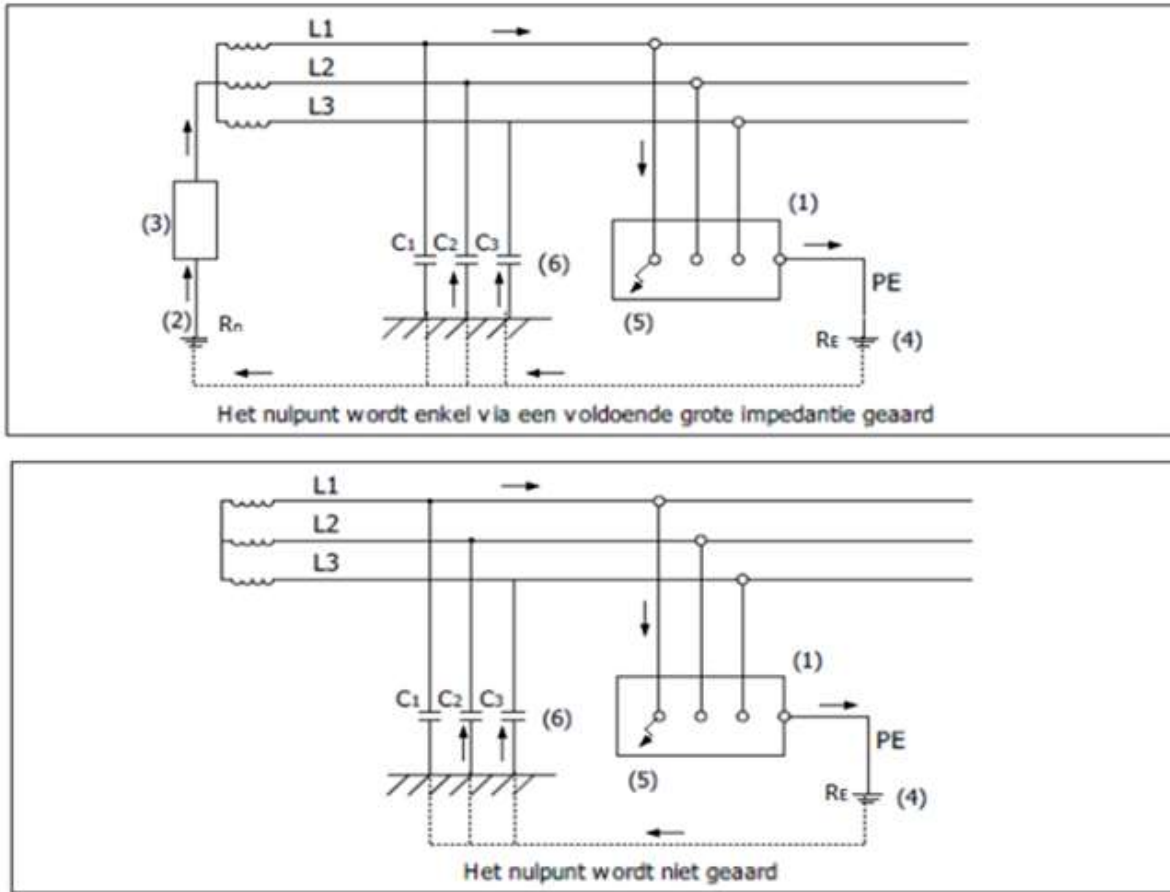 L1
L2
L3
(1)
(3)
C1 C2 C3 (6)
PE
(2) Rn
(5)
RE (4)
Het nulpunt wordt enkel via een voldoende grote impedantie geaard
L1
L2
L3
(1)
C1 C2 C3 (6)
PE
(5)
RE (4)
Het nulpunt wordt niet geaard